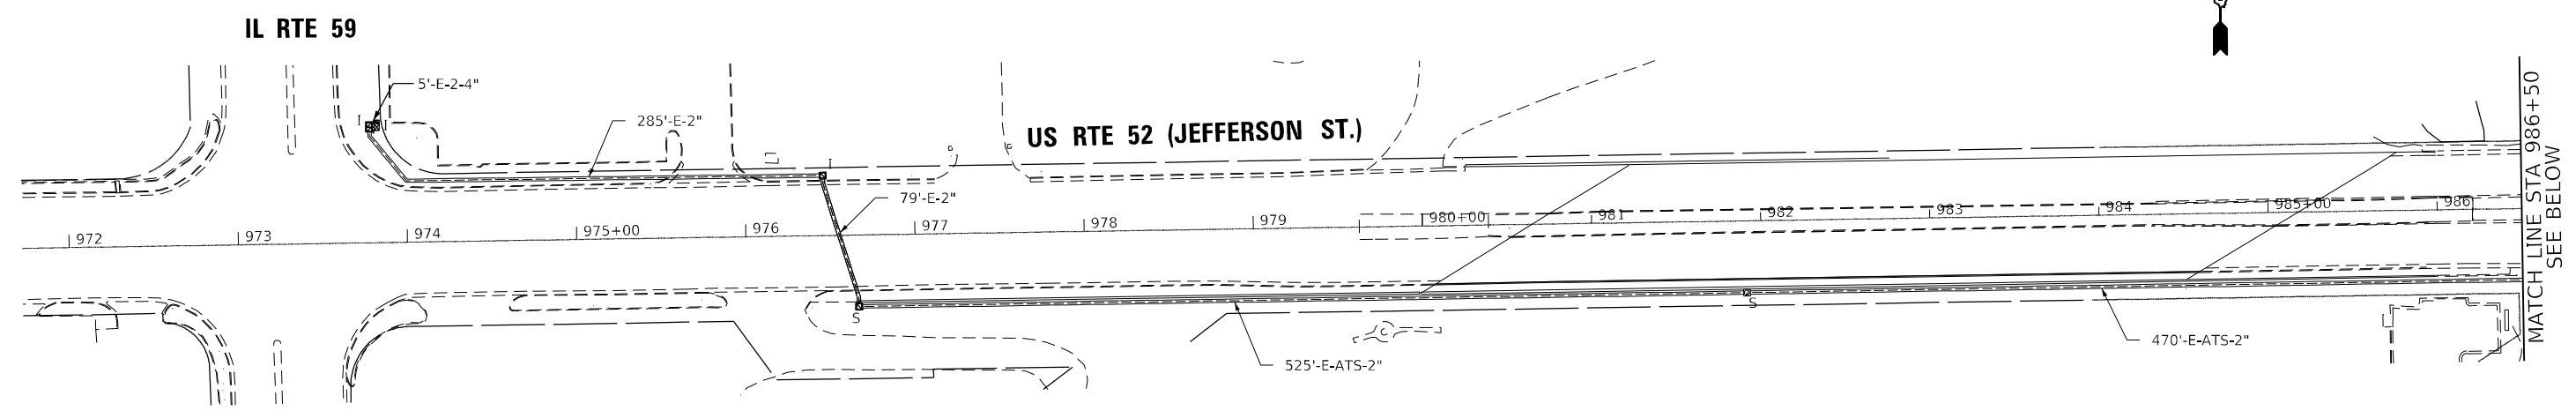 IL RTE 59
5'-E-2-4"
I I
285'-E-2"
US RTE 52 (JEFFERSON ST.)
I
79'-E-2"
972
973
974
975+00
976
977
978
979
980+00
981
982
983
984
985+00
986
S
S
525'-E-ATS-2"
470'-E-ATS-2"
MATCH LINE STA 986+50
SEE BELOW